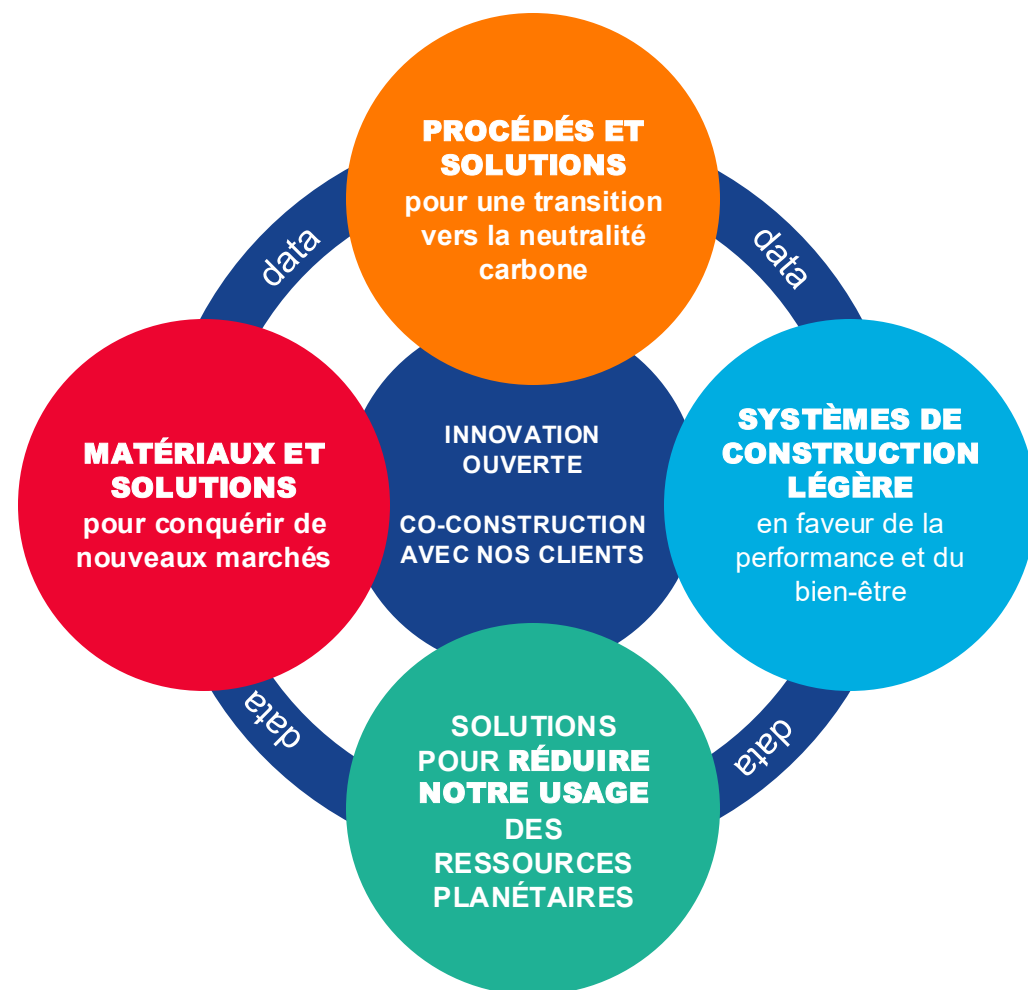 PROCÉDÉS ET
SOLUTIONS
pour une transition
vers la neutralité
carbone
data
data
MATÉRIAUX ET
SOLUTIONS
pour conquérir de
nouveaux marchés
INNOVATION
OUVERTE
CO-CONSTRUCTION
AVEC NOS CLIENTS
SYSTÈMES DE
CONSTRUCTION
LÉGÈRE
en faveur de la
performance et du
bien-être
data
data
SOLUTIONS
POUR RÉDUIRE
NOTRE USAGE
DES
RESSOURCES
PLANÉTAIRES